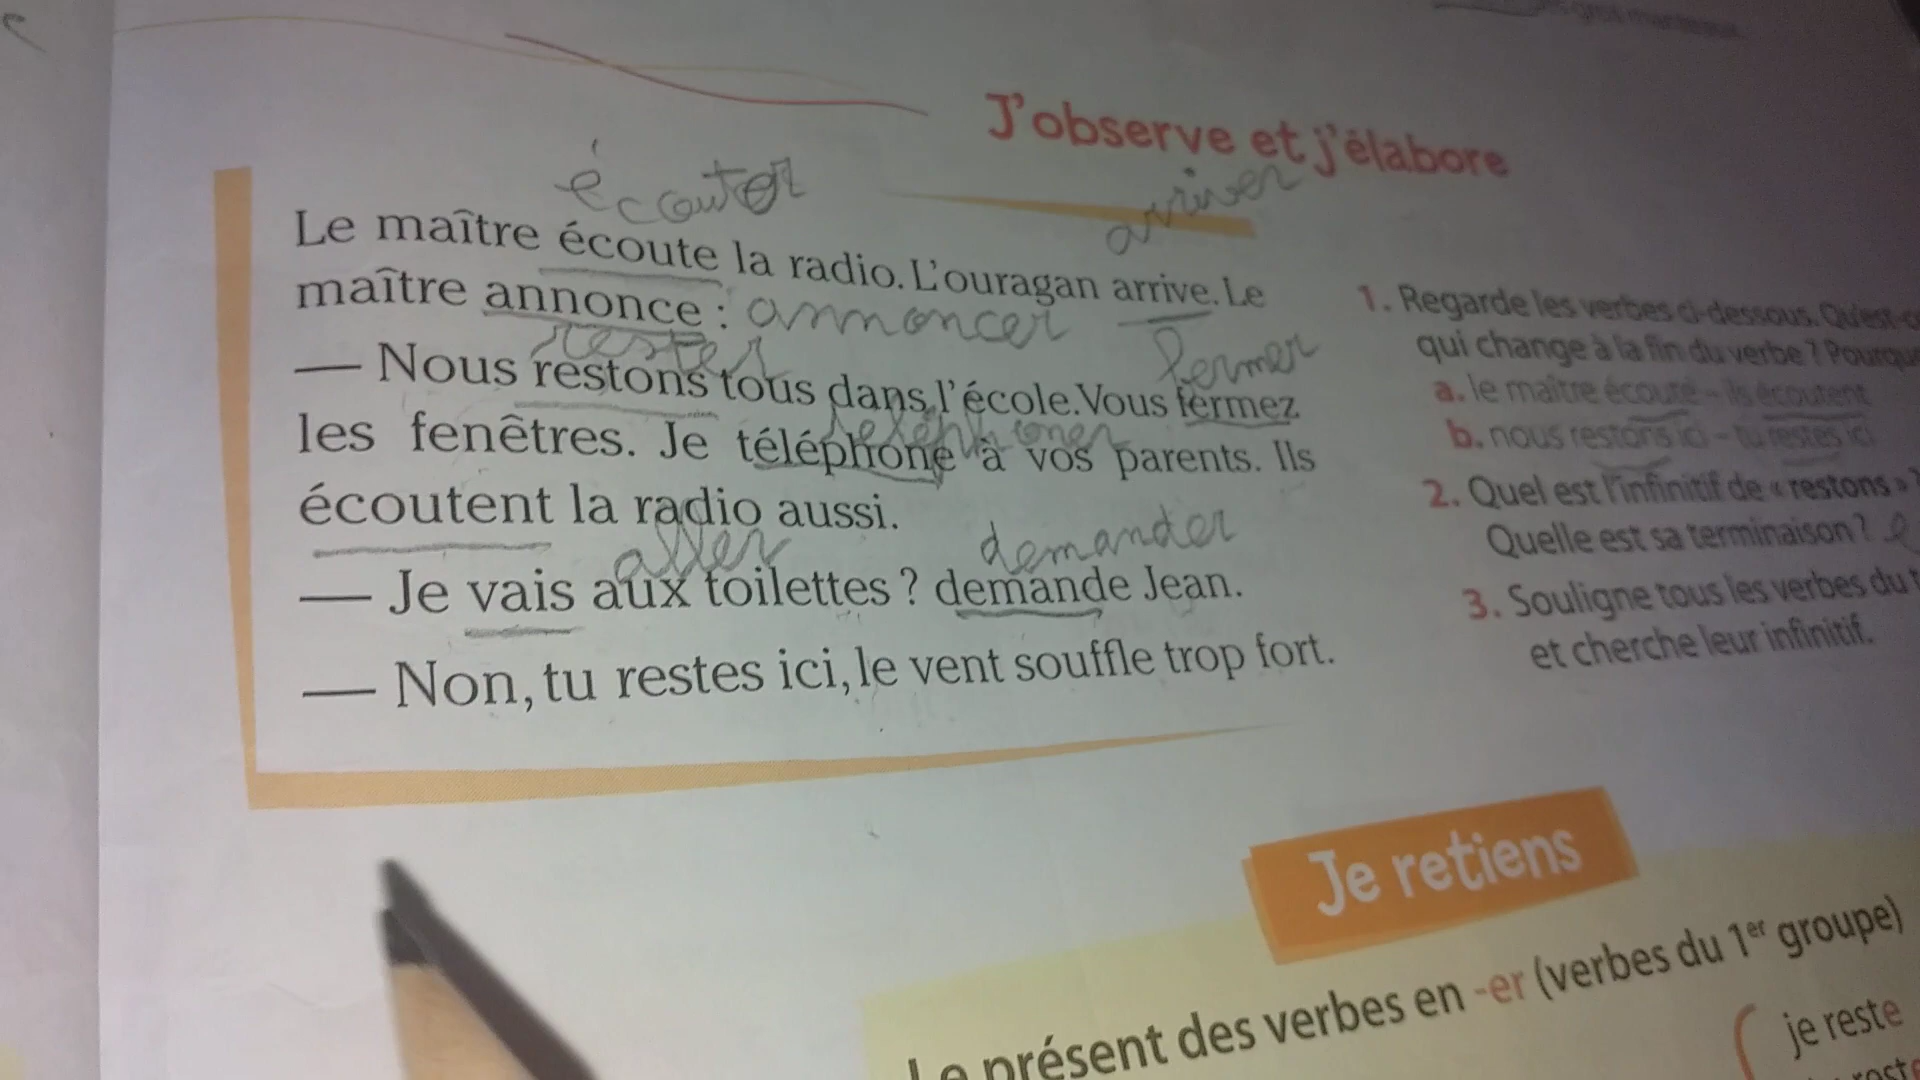 J'observe et j'élabore
écouter
arriver
Le maître écoute la radio. L'ouragan arrive. Le
maître annonce : annoncer
rester
fermer
— Nous restons tous dans l'école. Vous fermez
téléphoner
les fenêtres. Je téléphone à vos parents. Ils
écoutent la radio aussi.
aller
demander
— Je vais aux toilettes ? demande Jean.
— Non, tu restes ici, le vent souffle trop fort.
1. Regarde les verbes ci-dessous. Qu'est-c
qui change à la fin du verbe ? Pourqu
a. le maître écoute – ils écoutent
b. nous restons ici – tu restes ici
2. Quel est l'infinitif de « restons » ?
Quelle est sa terminaison ?
3. Souligne tous les verbes du t
et cherche leur infinitif.
Je retiens
Le présent des verbes en -er (verbes du 1er groupe)
je reste